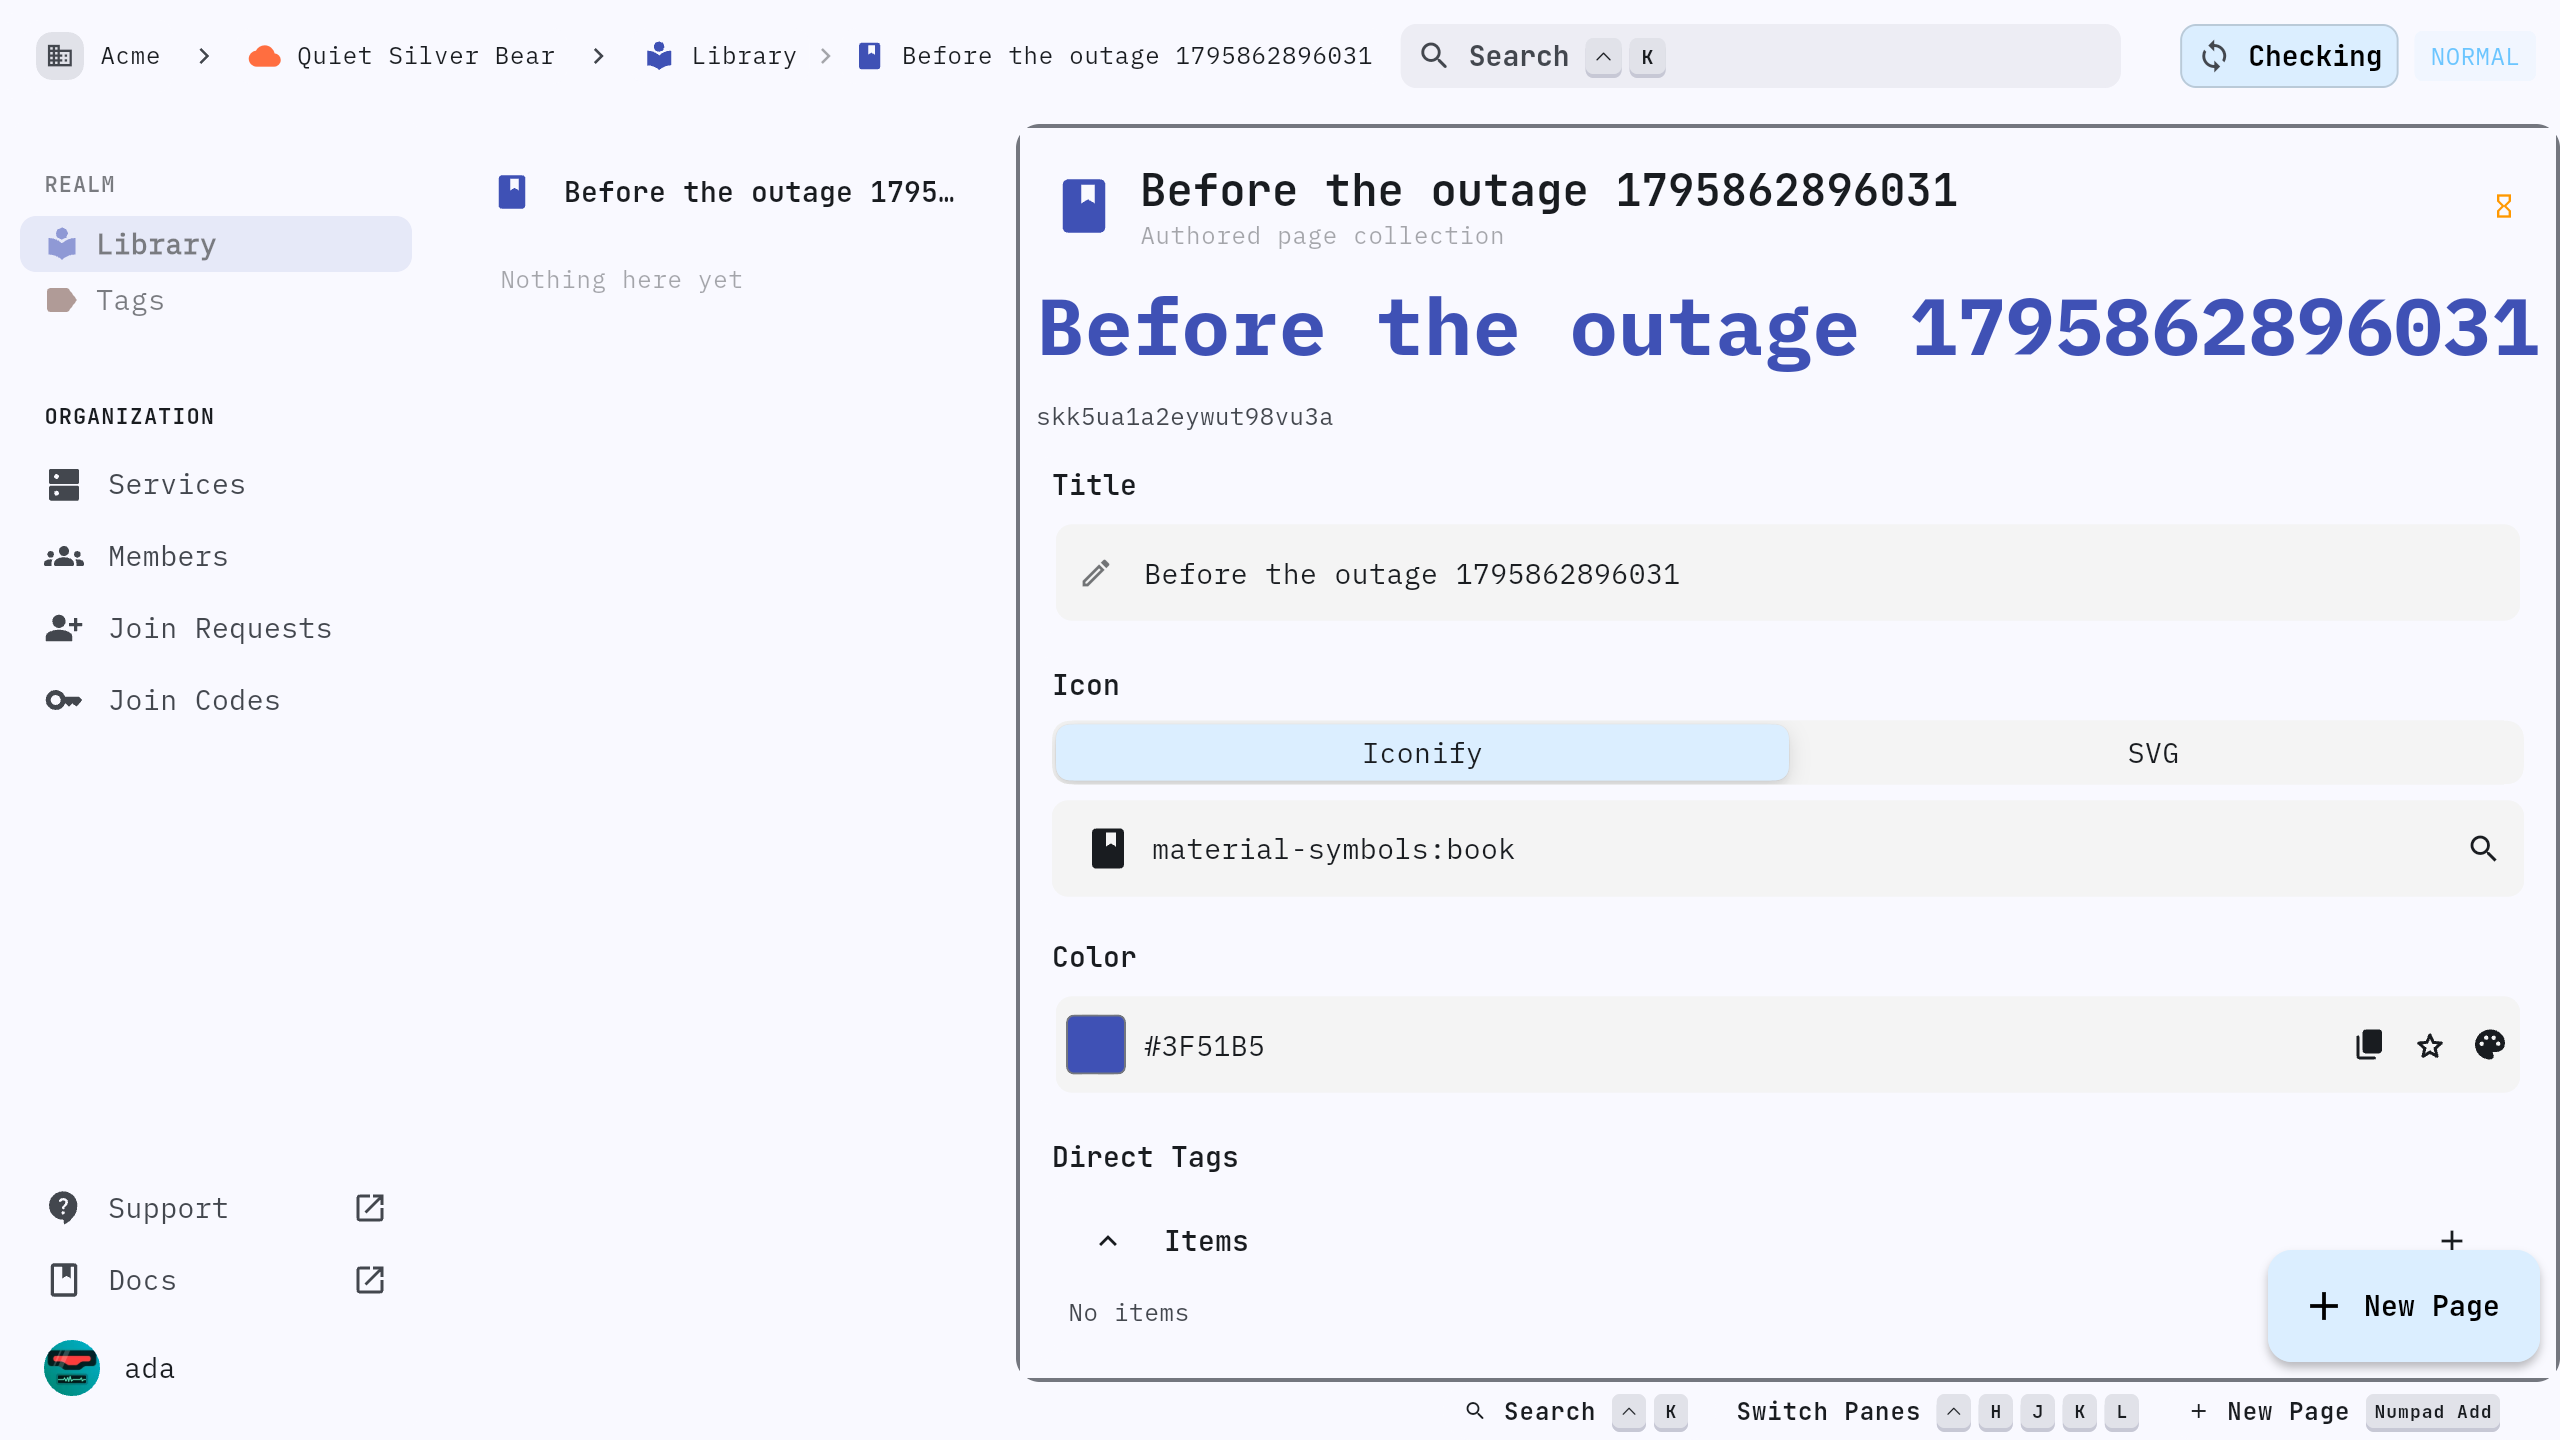 Acme > Quiet Silver Bear > Library > Before the outage 1795862896031
Search ^ K
Checking
NORMAL
REALM
Library
Tags
ORGANIZATION
Services
Members
Join Requests
Join Codes
Support
Docs
ada
Before the outage 1795…
Nothing here yet
Before the outage 1795862896031
Authored page collection
Before the outage 1795862896031
skk5ua1a2eywut98vu3a
Title
Before the outage 1795862896031
Icon
Iconify SVG
material-symbols:book
Color
#3F51B5
Direct Tags
Items
No items
New Page
Search ^ K Switch Panes ^ H J K L + New Page Numpad Add